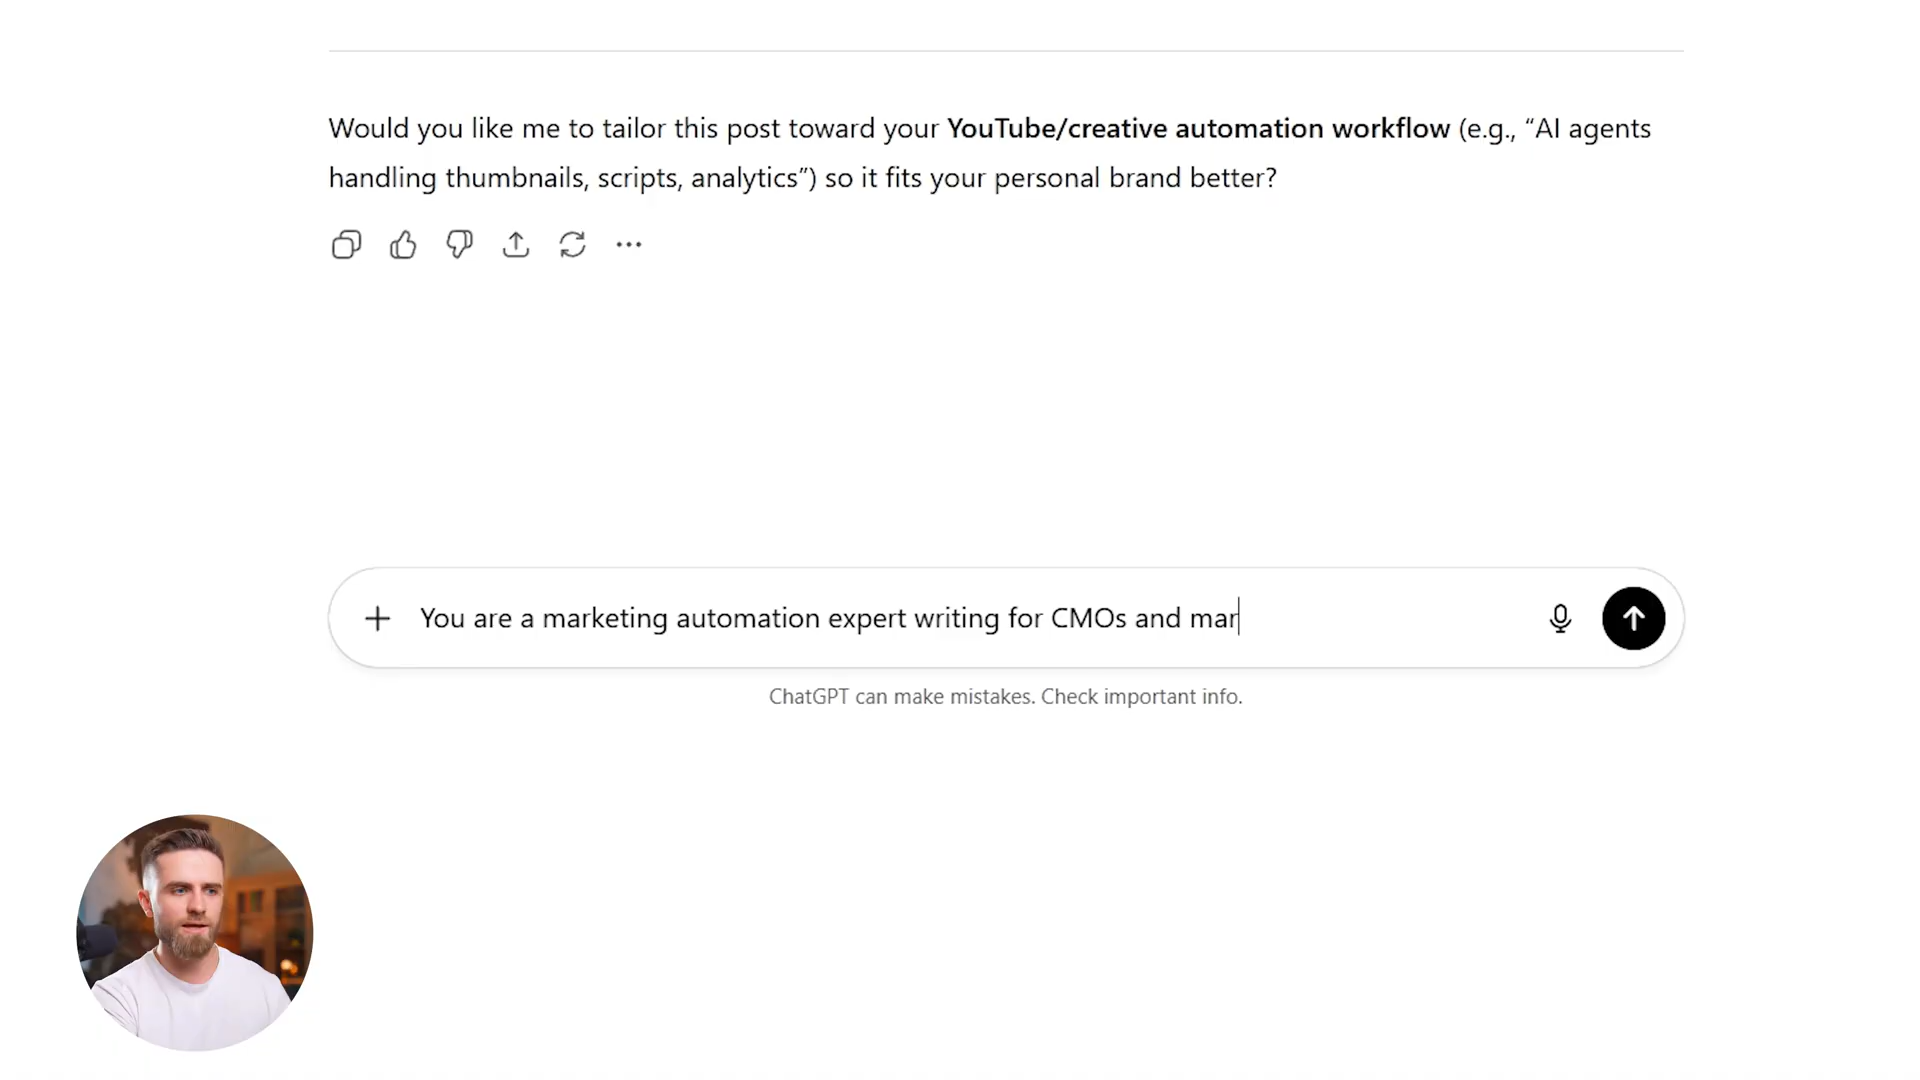 Would you like me to tailor this post toward your YouTube/creative automation workflow (e.g., “AI agents
handling thumbnails, scripts, analytics”) so it fits your personal brand better?
You are a marketing automation expert writing for CMOs and mar
ChatGPT can make mistakes. Check important info.